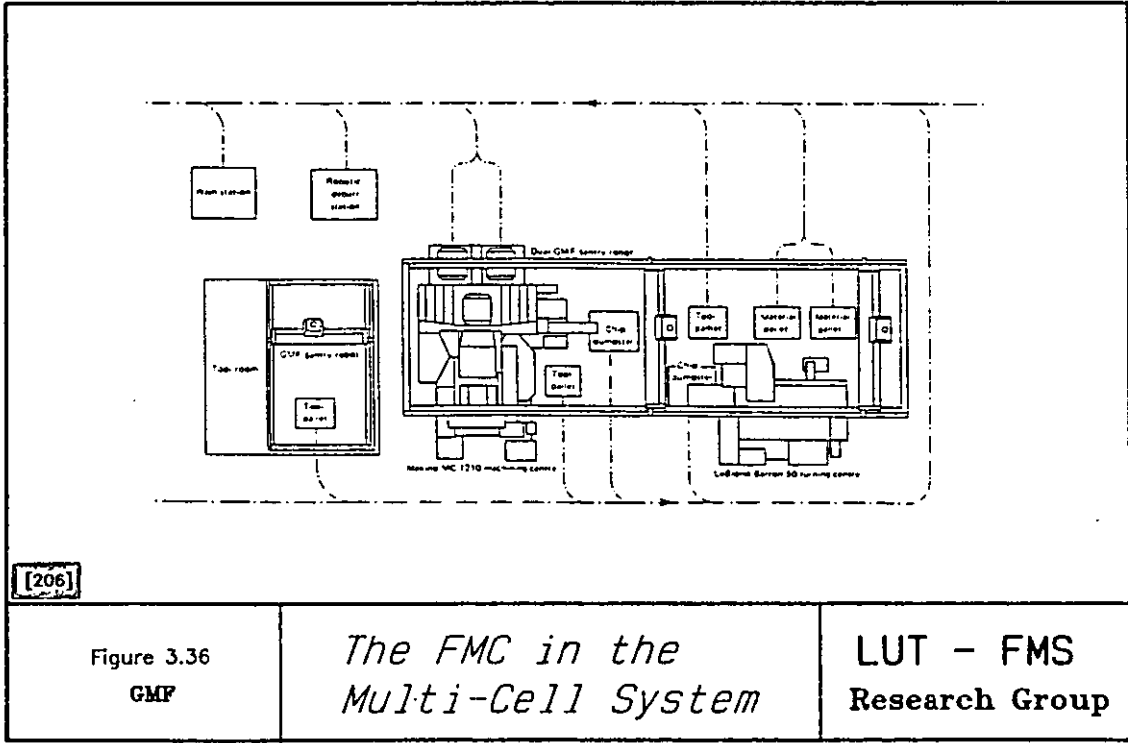 Wash station
Robotic
deburr
station
Dual GMF gantry robot
Tool room
GMF gantry robot
Tool
pallet
Chip
dumpster
Tool
pallet
Tool
pallet
Material
pallet
Material
pallet
Chip
dumpster
Makino MC 1210 machining centre
LeBlond Baron 50 turning centre
[206]
Figure 3.36
GMF
The FMC in the
Multi-Cell System
LUT - FMS
Research Group